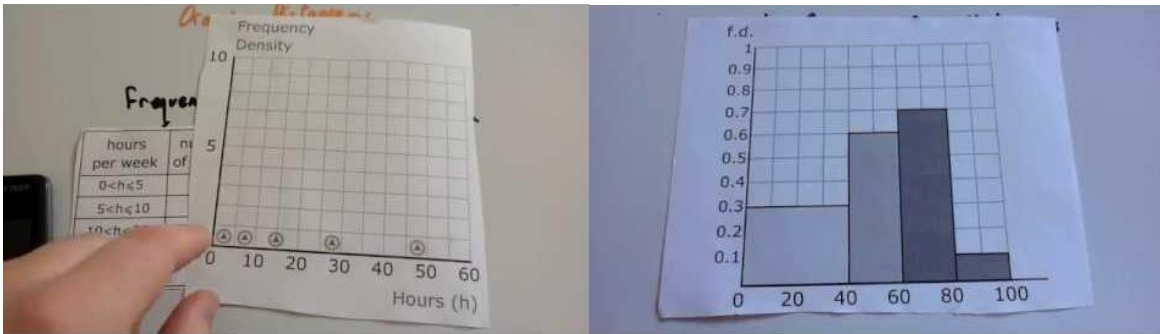 Frequency
Density
10
5
0 10 20 30 40 50 60
Hours (h)
hours
per week
of
0<h≤5
5<h≤10
f.d.
1
0.9
0.8
0.7
0.6
0.5
0.4
0.3
0.2
0.1
0 20 40 60 80 100